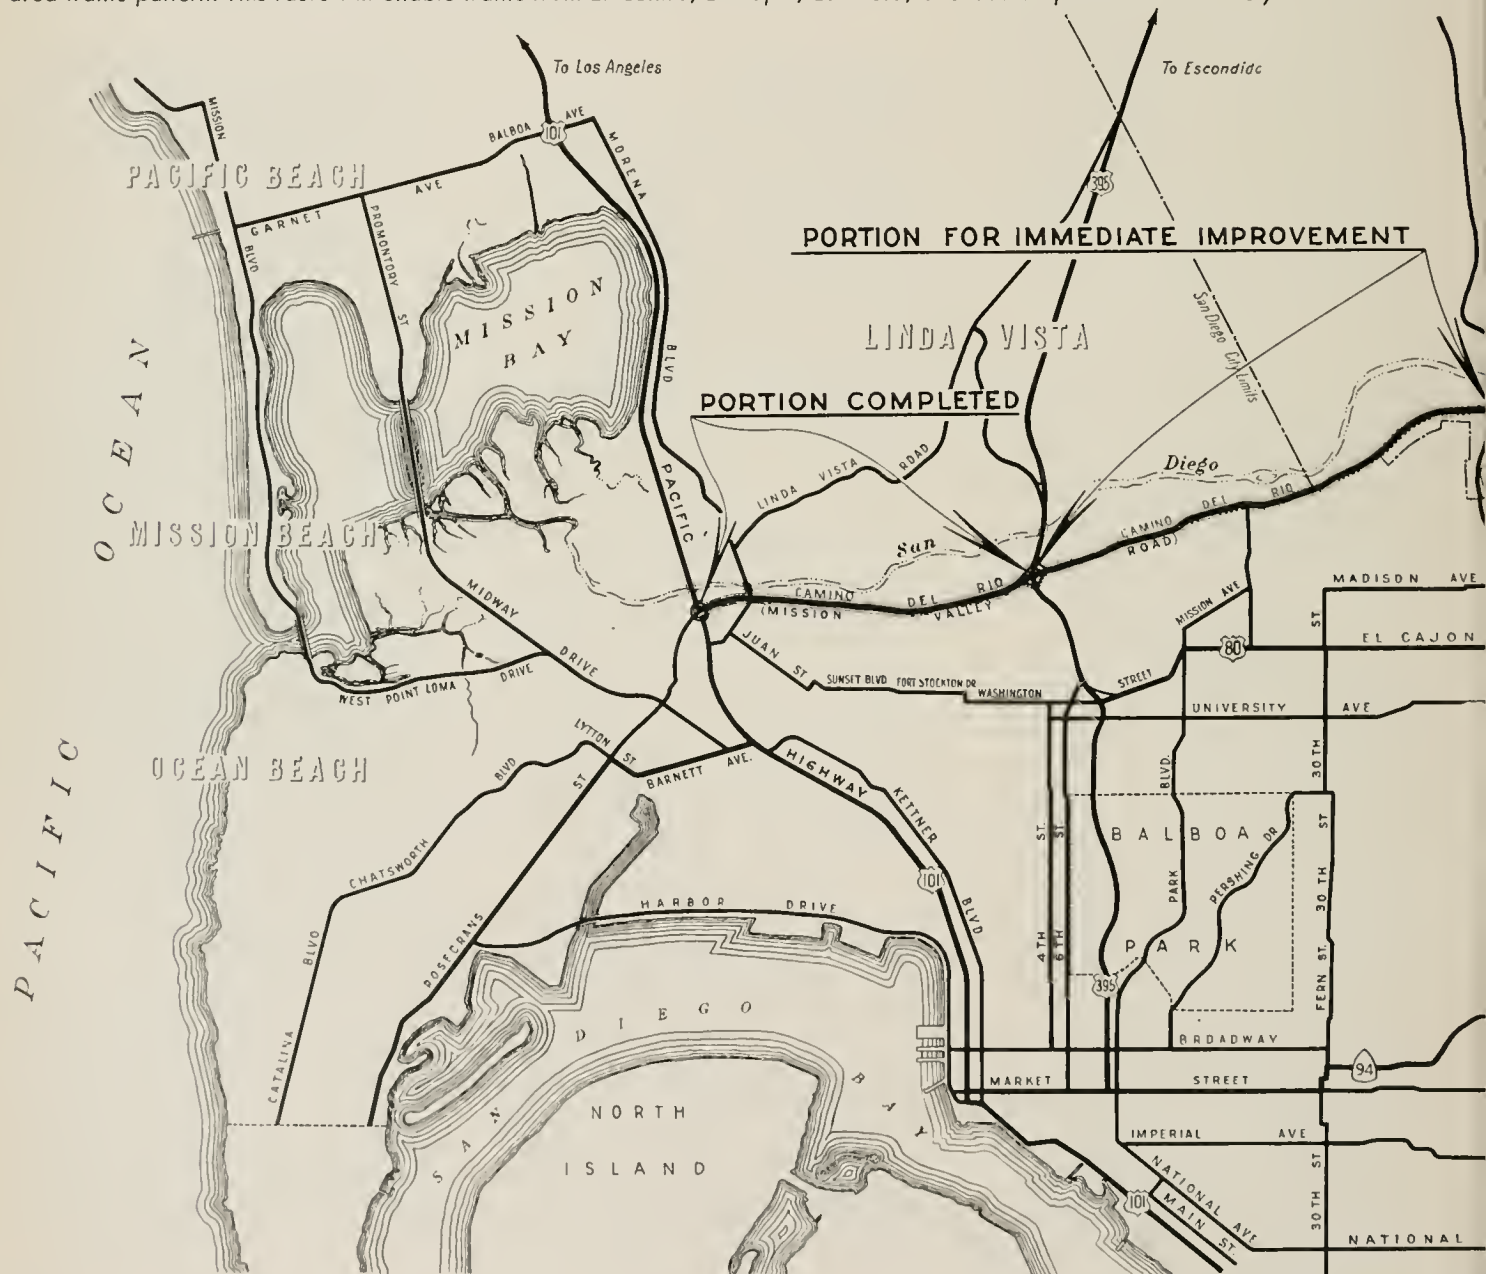 To Los Angeles
To Escondido
MISSION
BALBOA AVE
101
MORENA
PACIFIC BEACH
GARNET AVE
PROMONTORY
395
BLVD
ST
PORTION FOR IMMEDIATE IMPROVEMENT
MISSION
BAY
San Diego City Limits
LINDA VISTA
BLVD
PORTION COMPLETED
OCEAN
PACIFIC
LINDA VISTA ROAD
Diego
CAMINO DEL RIO
ROAD)
MISSION BEACH
San
CAMINO DEL RIO
(MISSION VALLEY
MIDWAY
DRIVE
MISSION AVE
MADISON AVE
ST.
JUAN ST
80
EL CAJON
WEST POINT LOMA DRIVE
SUNSET BLVD
FORT STOCKTON DR
WASHINGTON
STREET
UNIVERSITY AVE
LYTTON ST
BARNETT AVE.
HIGHWAY
OCEAN BEACH
30TH
BLVD
ST
BLVD.
KETTNER
ST.
ST.
BALBOA
ST
PACIFIC
CHATSWORTH
PERSHING DR
101
PARK
30 TH
HARBOR DRIVE
BLVD
BLVD
ROSECRANS
4TH
6TH
PARK
FERN ST.
395
SAN DIEGO BAY
BROADWAY
94
CATALINA
MARKET STREET
NORTH
ISLAND
IMPERIAL AVE
NATIONAL AVE
MAIN ST.
101
30TH ST
NATIONAL